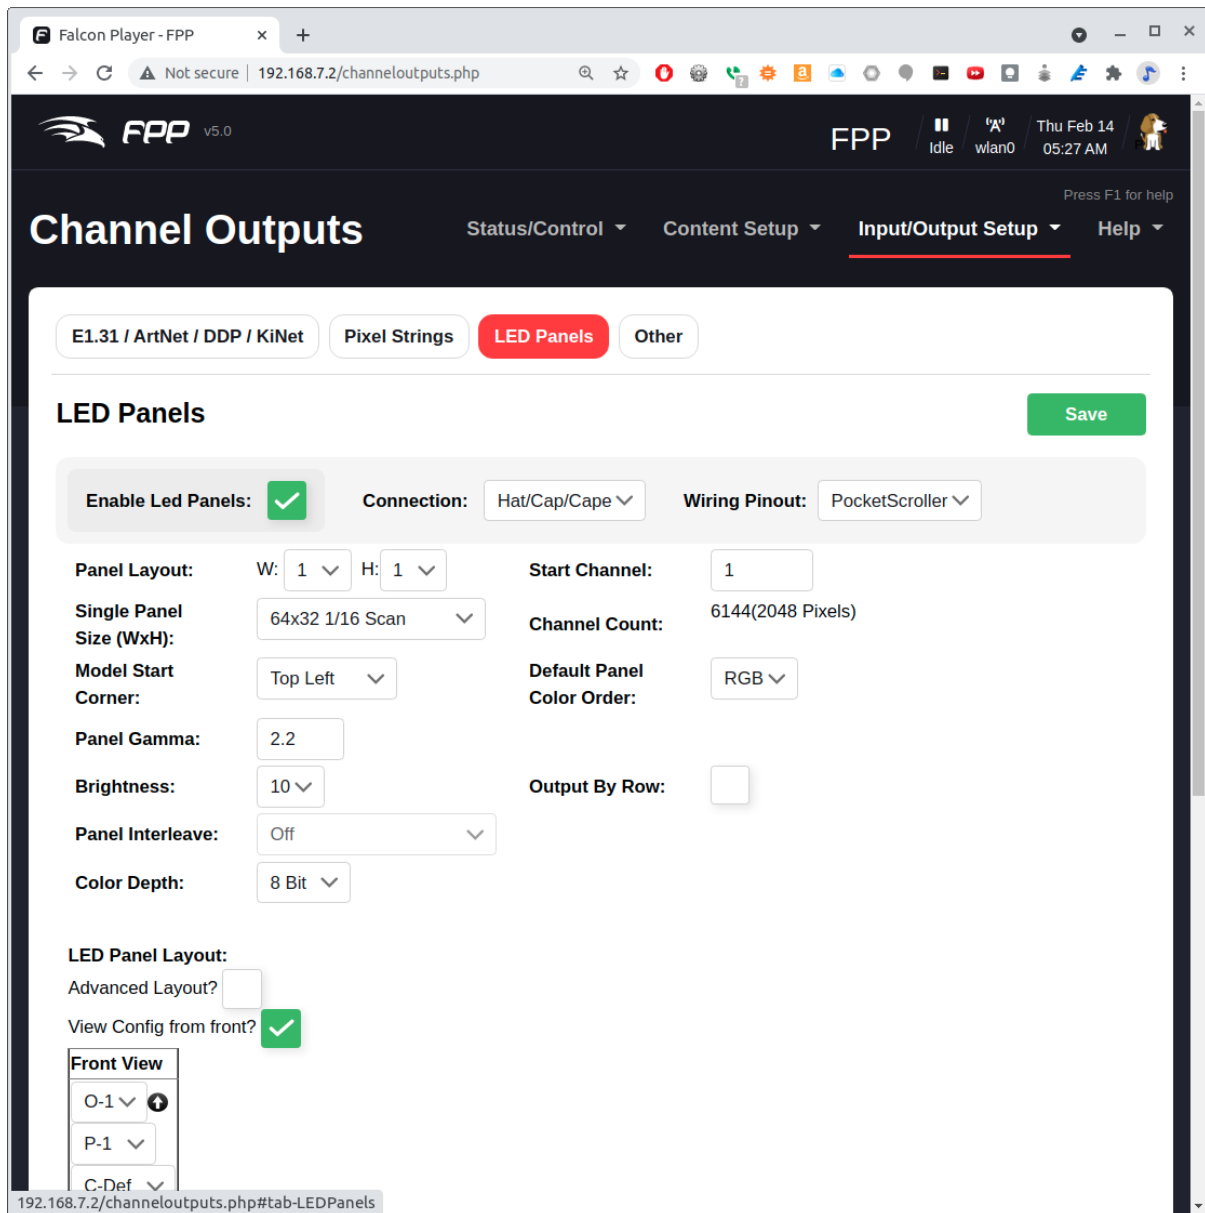 Falcon Player - FPP
Not secure | 192.168.7.2/channeloutputs.php
FPP v5.0
FPP
Idle
wlan0
Thu Feb 14
05:27 AM
Press F1 for help
Channel Outputs
Status/Control
Content Setup
Input/Output Setup
Help
E1.31 / ArtNet / DDP / KiNet
Pixel Strings
LED Panels
Other
LED Panels
Save
Enable Led Panels:
Connection: Hat/Cap/Cape
Wiring Pinout: PocketScroller
Panel Layout: W: 1 H: 1
Start Channel: 1
Single Panel
Size (WxH):
64x32 1/16 Scan
Channel Count: 6144(2048 Pixels)
Model Start
Corner:
Top Left
Default Panel
Color Order:
RGB
Panel Gamma: 2.2
Brightness: 10
Output By Row:
Panel Interleave: Off
Color Depth: 8 Bit
LED Panel Layout:
Advanced Layout?
View Config from front?
Front View
O-1
P-1
C-Def
192.168.7.2/channeloutputs.php#tab-LEDPanels